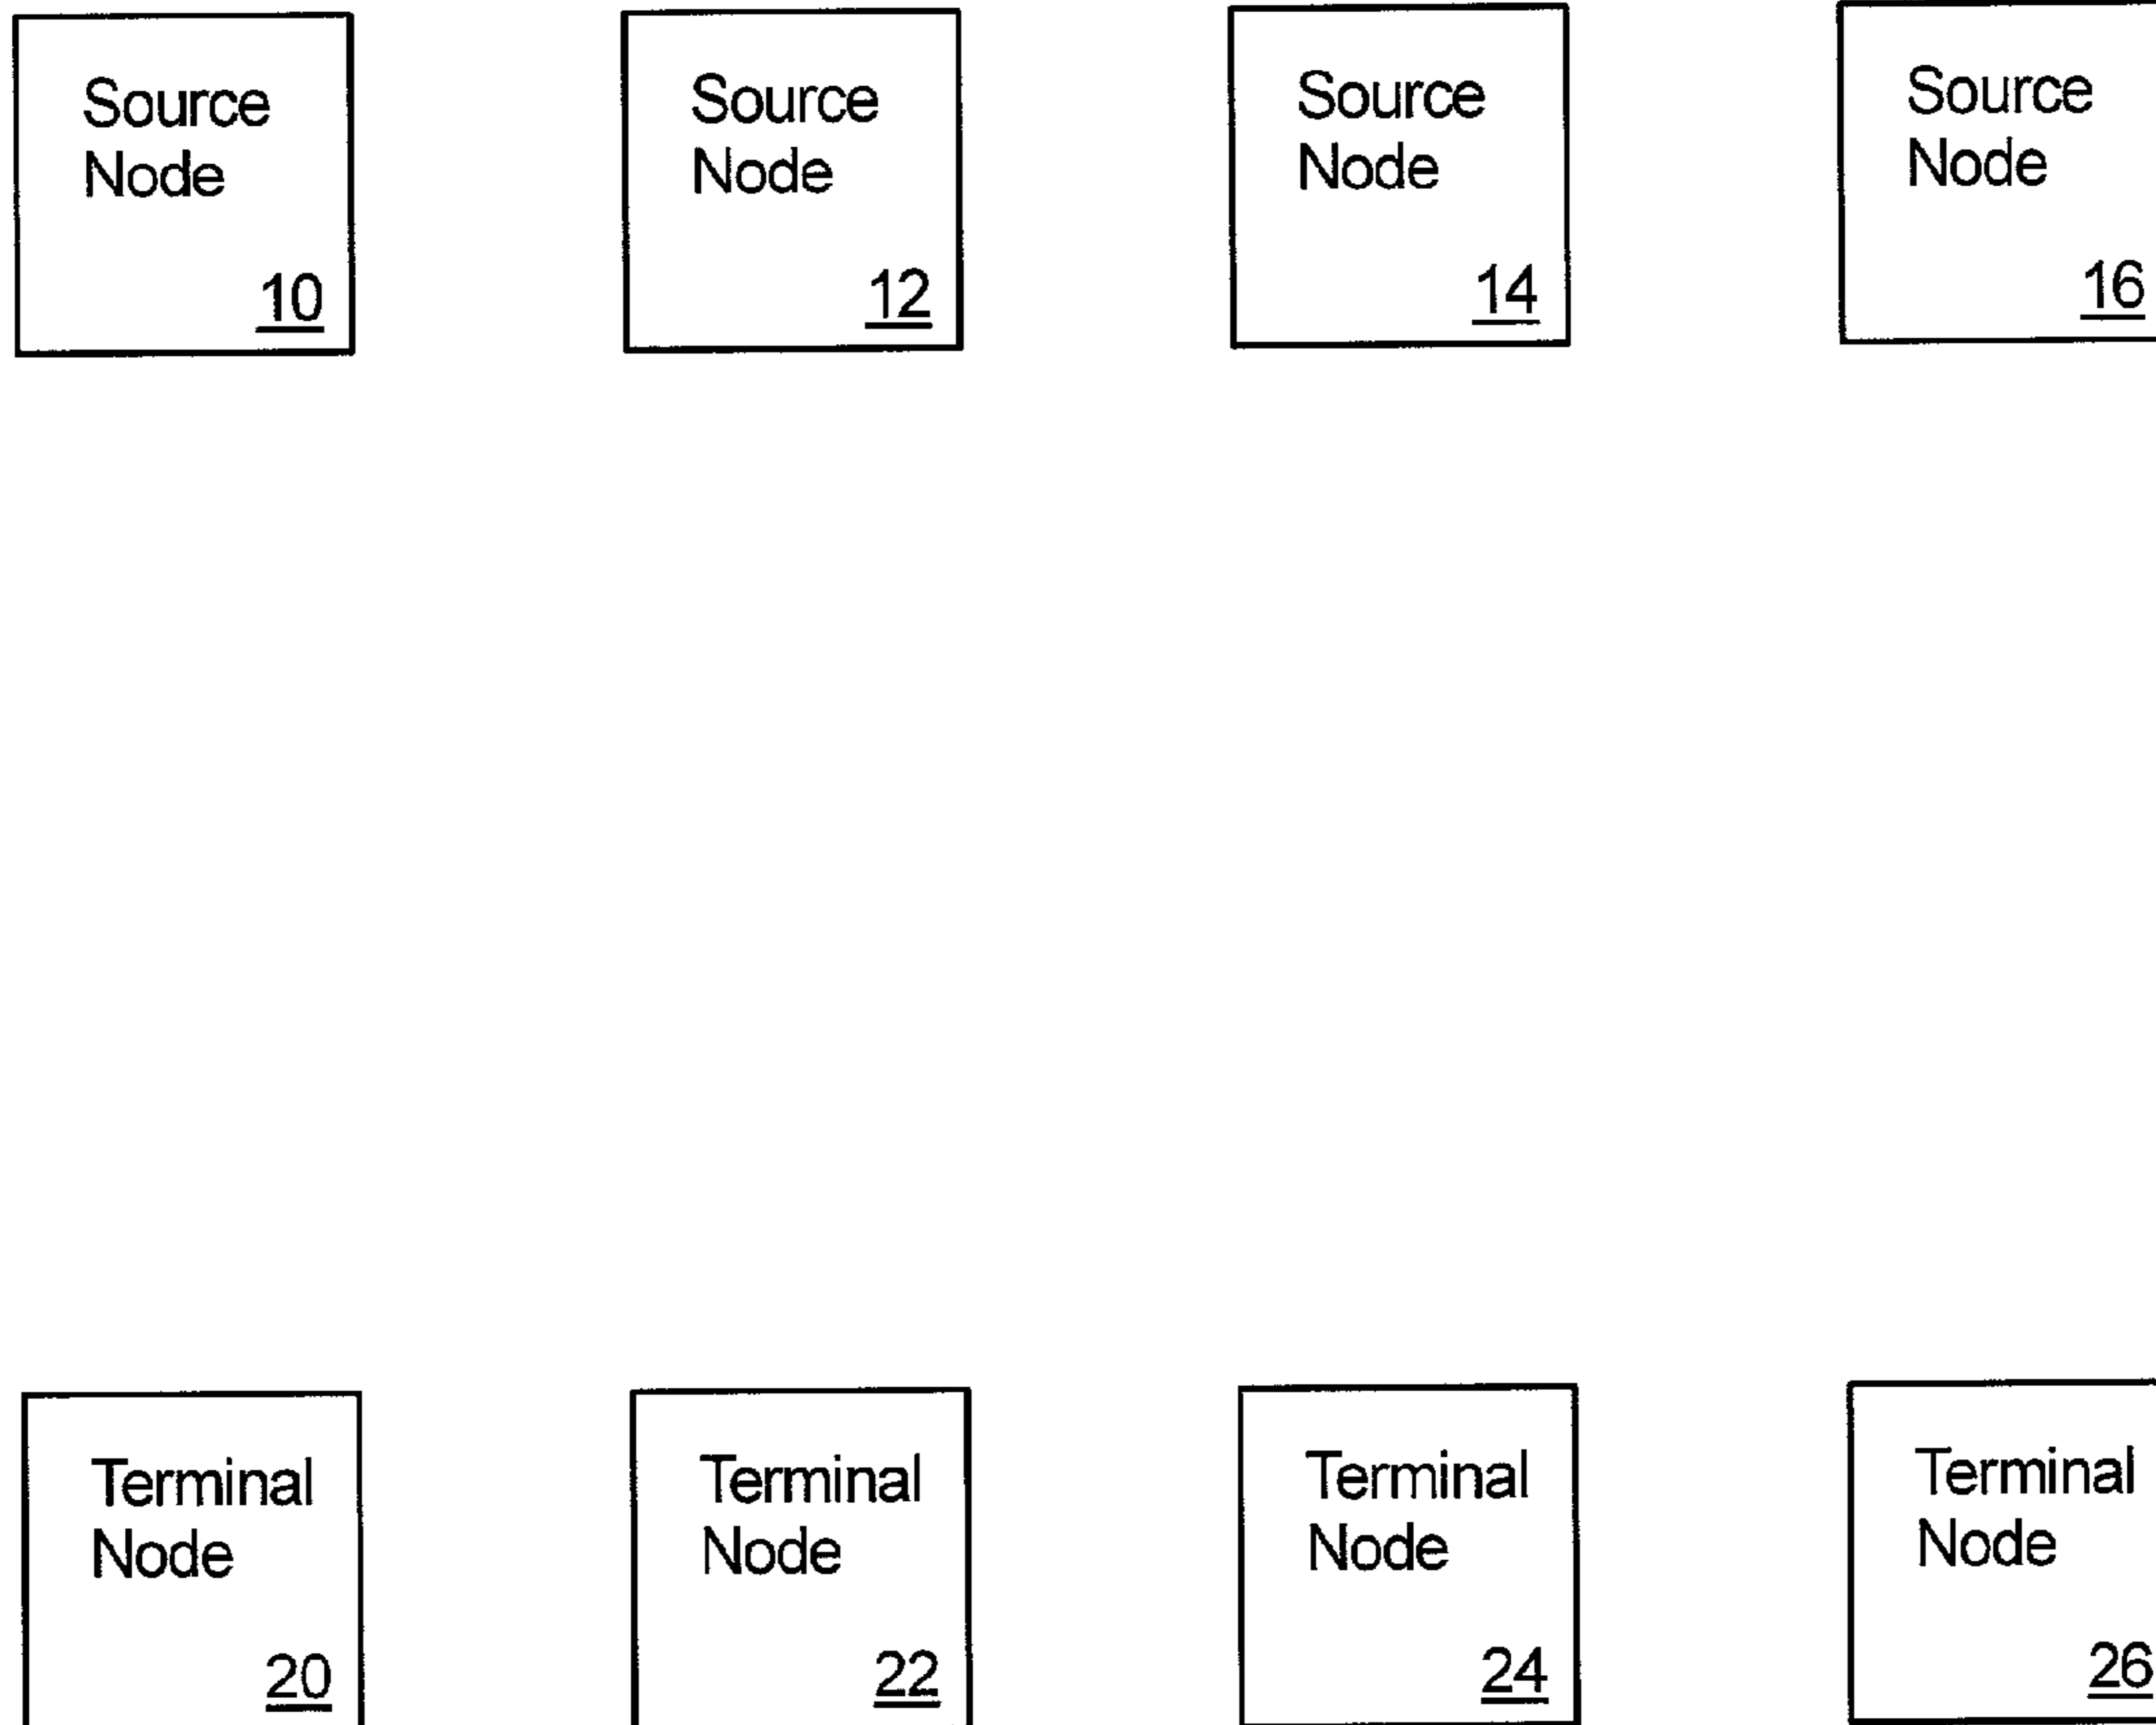 Source
Node
10
Source
Node
12
Source
Node
14
Source
Node
16
Terminal
Node
20
Terminal
Node
22
Terminal
Node
24
Terminal
Node
26